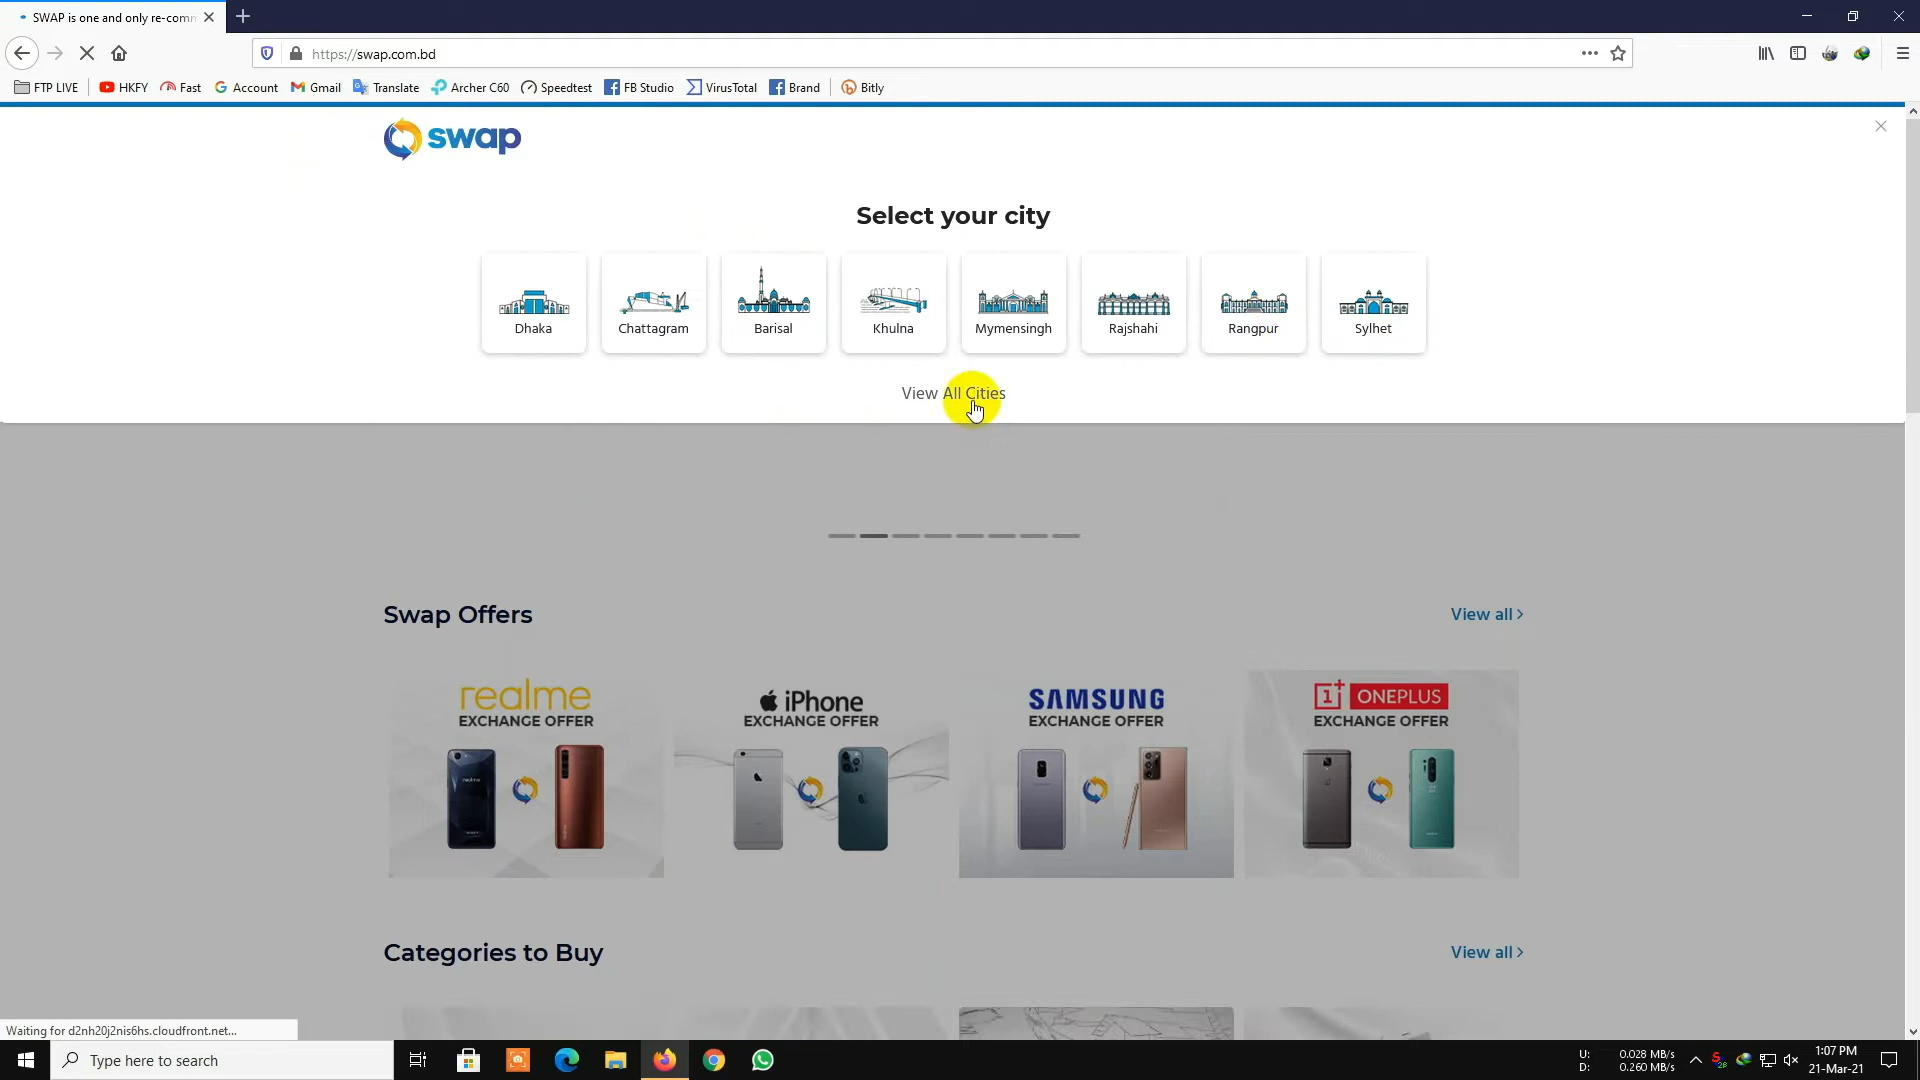 SWAP is one and only re-comm
https://swap.com.bd
FTP LIVE
HKFY
Fast
Account
Gmail
Translate
Archer C60
Speedtest
FB Studio
VirusTotal
Brand
Bitly
swap
Select your city
Dhaka
Chattagram
Barisal
Khulna
Mymensingh
Rajshahi
Rangpur
Sylhet
View All Cities
Swap Offers
View all >
realme
EXCHANGE OFFER
iPhone
EXCHANGE OFFER
SAMSUNG
EXCHANGE OFFER
1+ ONEPLUS
EXCHANGE OFFER
Categories to Buy
View all >
Waiting for d2nh20j2nis6hs.cloudfront.net...
Type here to search
U: 0.028 MB/s
D: 0.260 MB/s
1:07 PM
21-Mar-21